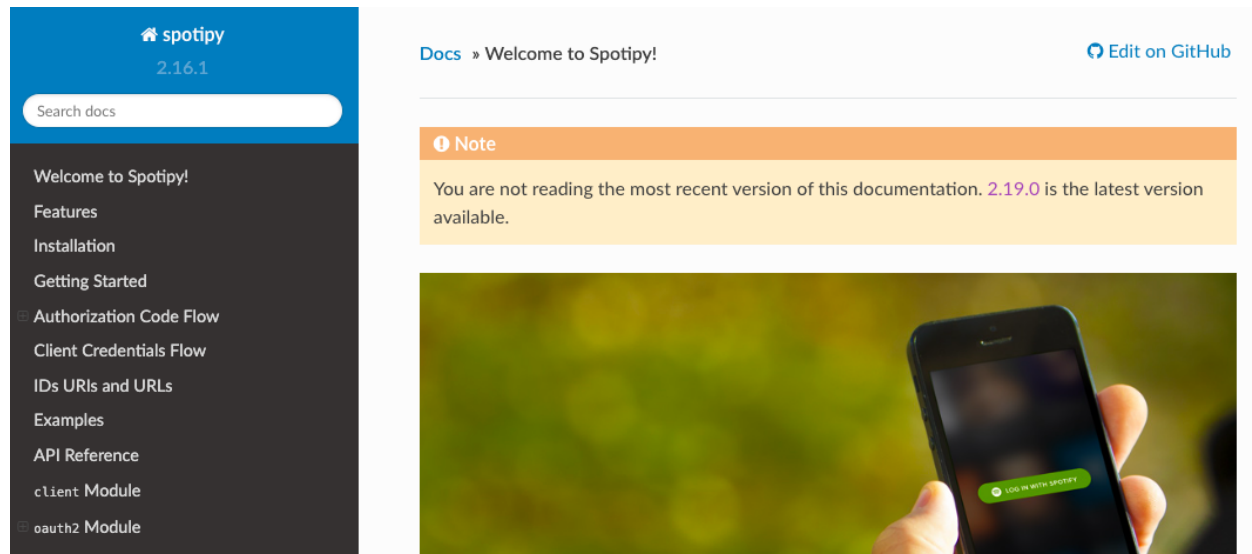 spotipy
2.16.1
Search docs
Welcome to Spotipy!
Features
Installation
Getting Started
Authorization Code Flow
Client Credentials Flow
IDs URIs and URLs
Examples
API Reference
client Module
oauth2 Module
Docs » Welcome to Spotipy!
Edit on GitHub
Note
You are not reading the most recent version of this documentation. 2.19.0 is the latest version
available.
LOG IN WITH SPOTIFY